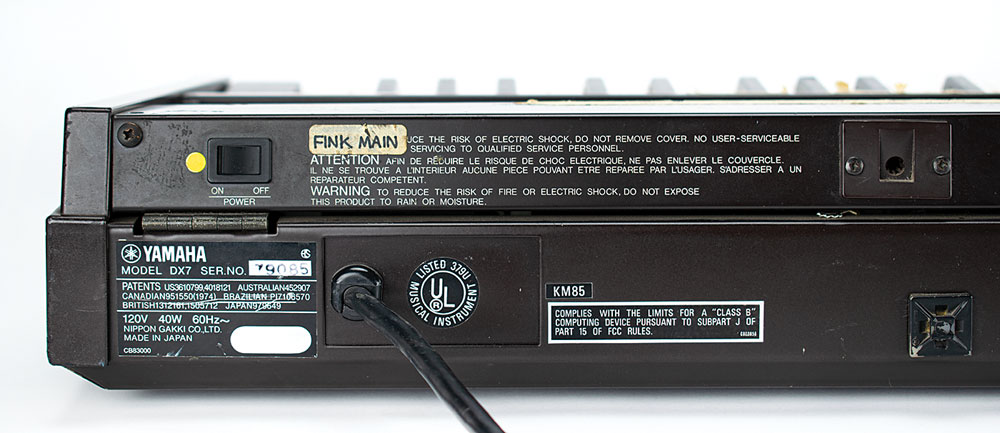 FINK MAIN UCE THE RISK OF ELECTRIC SHOCK, DO NOT REMOVE COVER. NO USER-SERVICEABLE
SERVICING TO QUALIFIED SERVICE PERSONNEL.
ATTENTION AFIN DE RÉDUIRE LE RISQUE DE CHOC ELECTRIQUE, NE PAS ENLEVER LE COUVERCLE.
IL NE SE TROUVE A L'INTERIEUR AUCUNE PIECE POUVANT ETRE REPAREE PAR L'USAGER. S'ADRESSER A UN
REPARATEUR COMPETENT.
WARNING TO REDUCE THE RISK OF FIRE OR ELECTRIC SHOCK, DO NOT EXPOSE
THIS PRODUCT TO RAIN OR MOISTURE.
ON OFF
POWER
YAMAHA
MODEL DX7 SER.NO. 79085
PATENTS US3610799,4018121 AUSTRALIAN452907
CANADIAN951550(1974) BRAZILIAN
BRITISH1312161,1505712 JAPAN979649
120V 40W 60Hz~
NIPPON GAKKI CO.,LTD.
MADE IN JAPAN
CB83000
LISTED 378U
UL
MUSICAL INSTRUMENT
KM85
COMPLIES WITH THE LIMITS FOR A "CLASS B"
COMPUTING DEVICE PURSUANT TO SUBPART J OF
PART 15 OF FCC RULES.